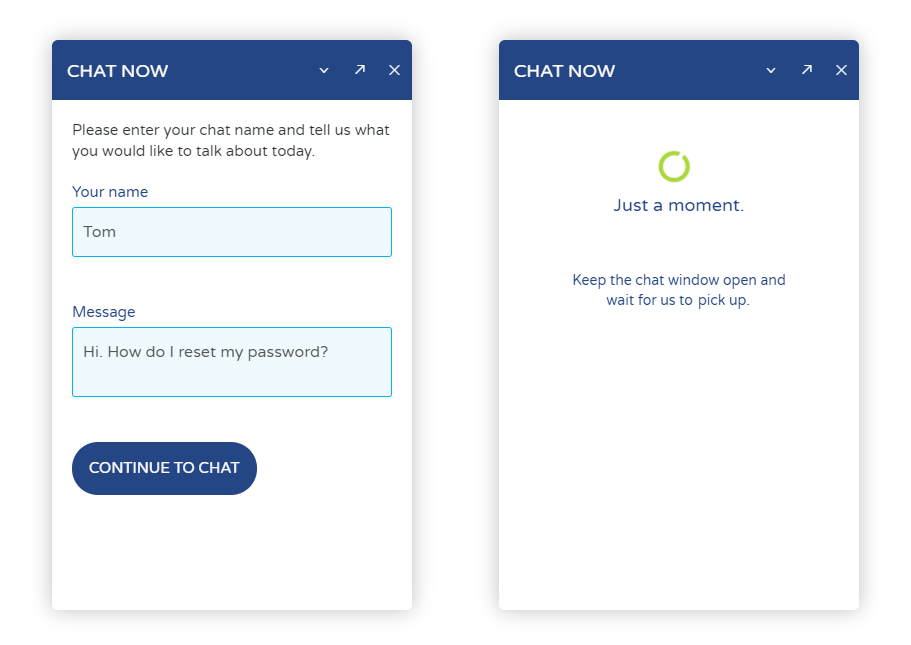 CHAT NOW
Please enter your chat name and tell us what
you would like to talk about today.
Your name
Tom
Message
Hi. How do I reset my password?
CONTINUE TO CHAT
CHAT NOW
Just a moment.
Keep the chat window open and
wait for us to pick up.